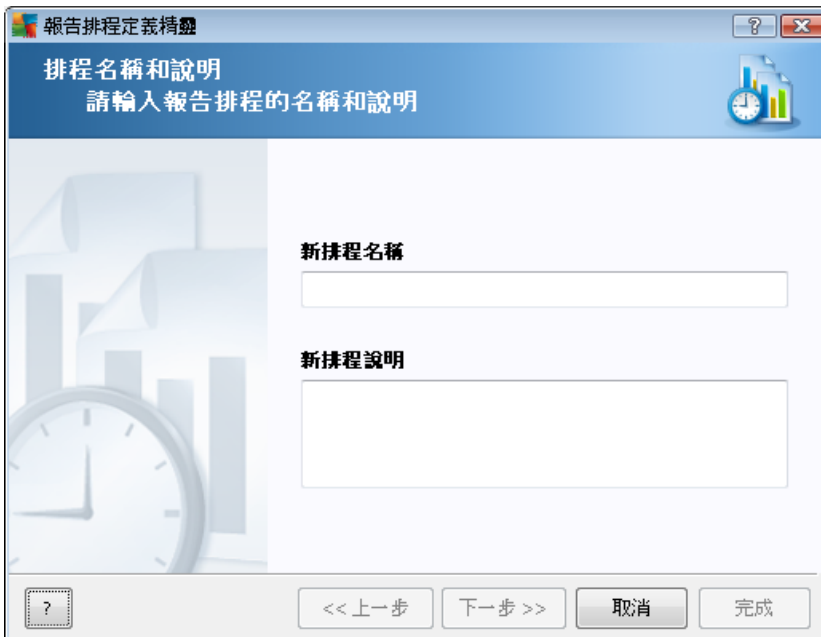 報告排程定義精靈
?
排程名稱和說明
請輸入報告排程的名稱和說明
新排程名稱
新排程說明
?
<< 上一步
下一步 >>
取消
完成